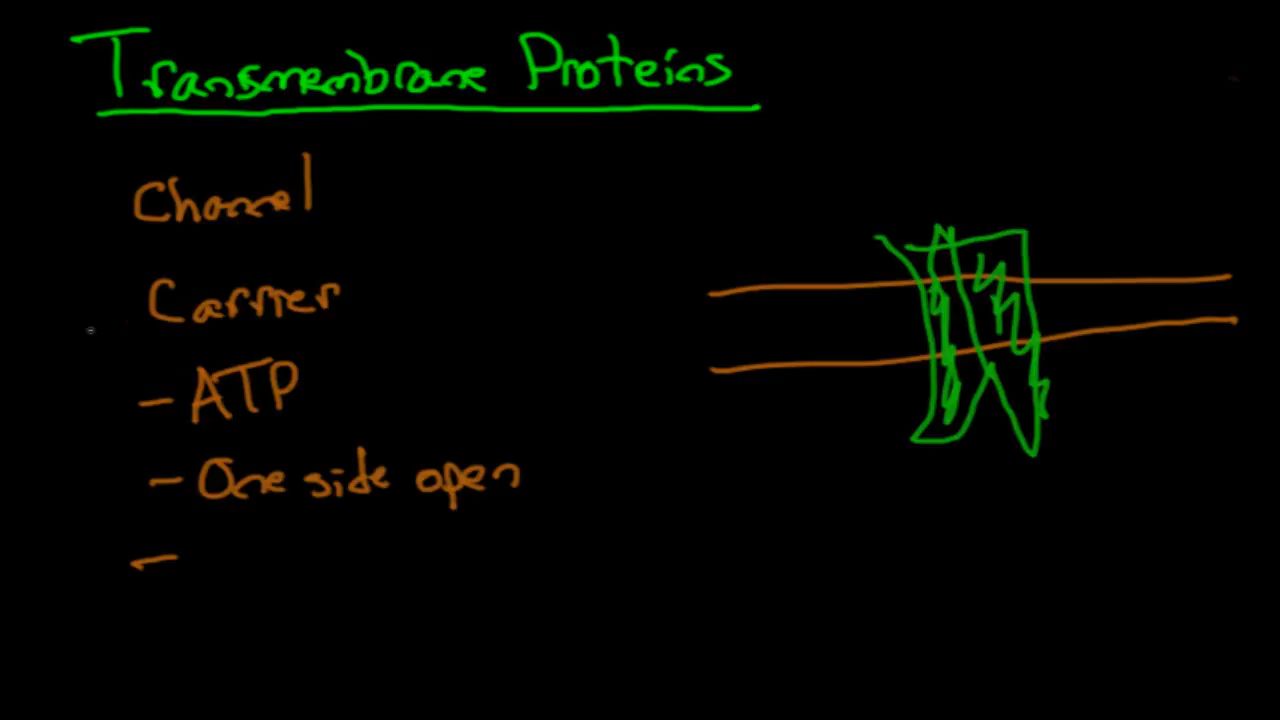 Transmembrane Proteins
Channel
Carrier
- ATP
- One side open
-